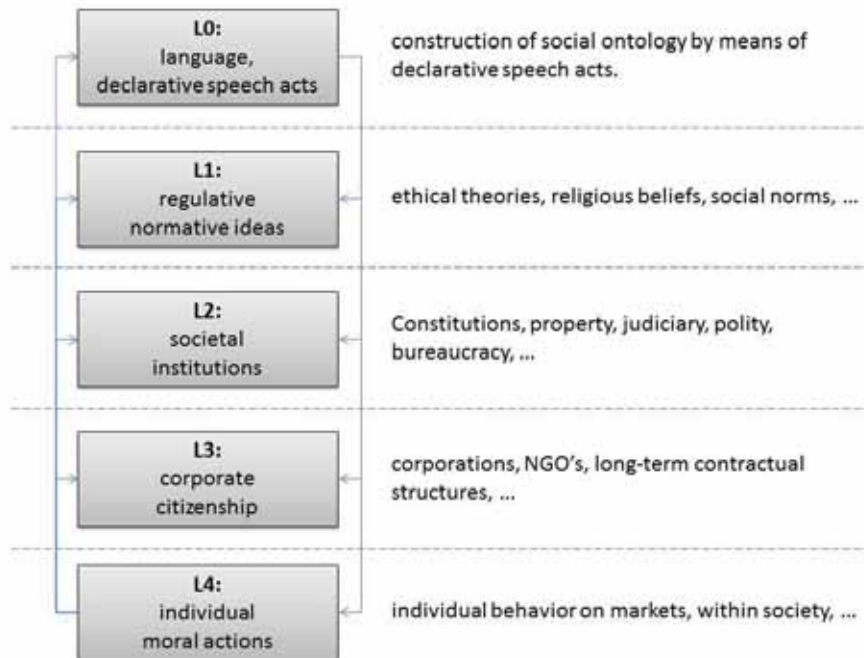 L0:
language,
declarative speech acts
construction of social ontology by means of
declarative speech acts.
L1:
regulative
normative ideas
ethical theories, religious beliefs, social norms, ...
L2:
societal
institutions
Constitutions, property, judiciary, polity,
bureaucracy, ...
L3:
corporate
citizenship
corporations, NGO's, long-term contractual
structures, ...
L4:
individual
moral actions
individual behavior on markets, within society, ...